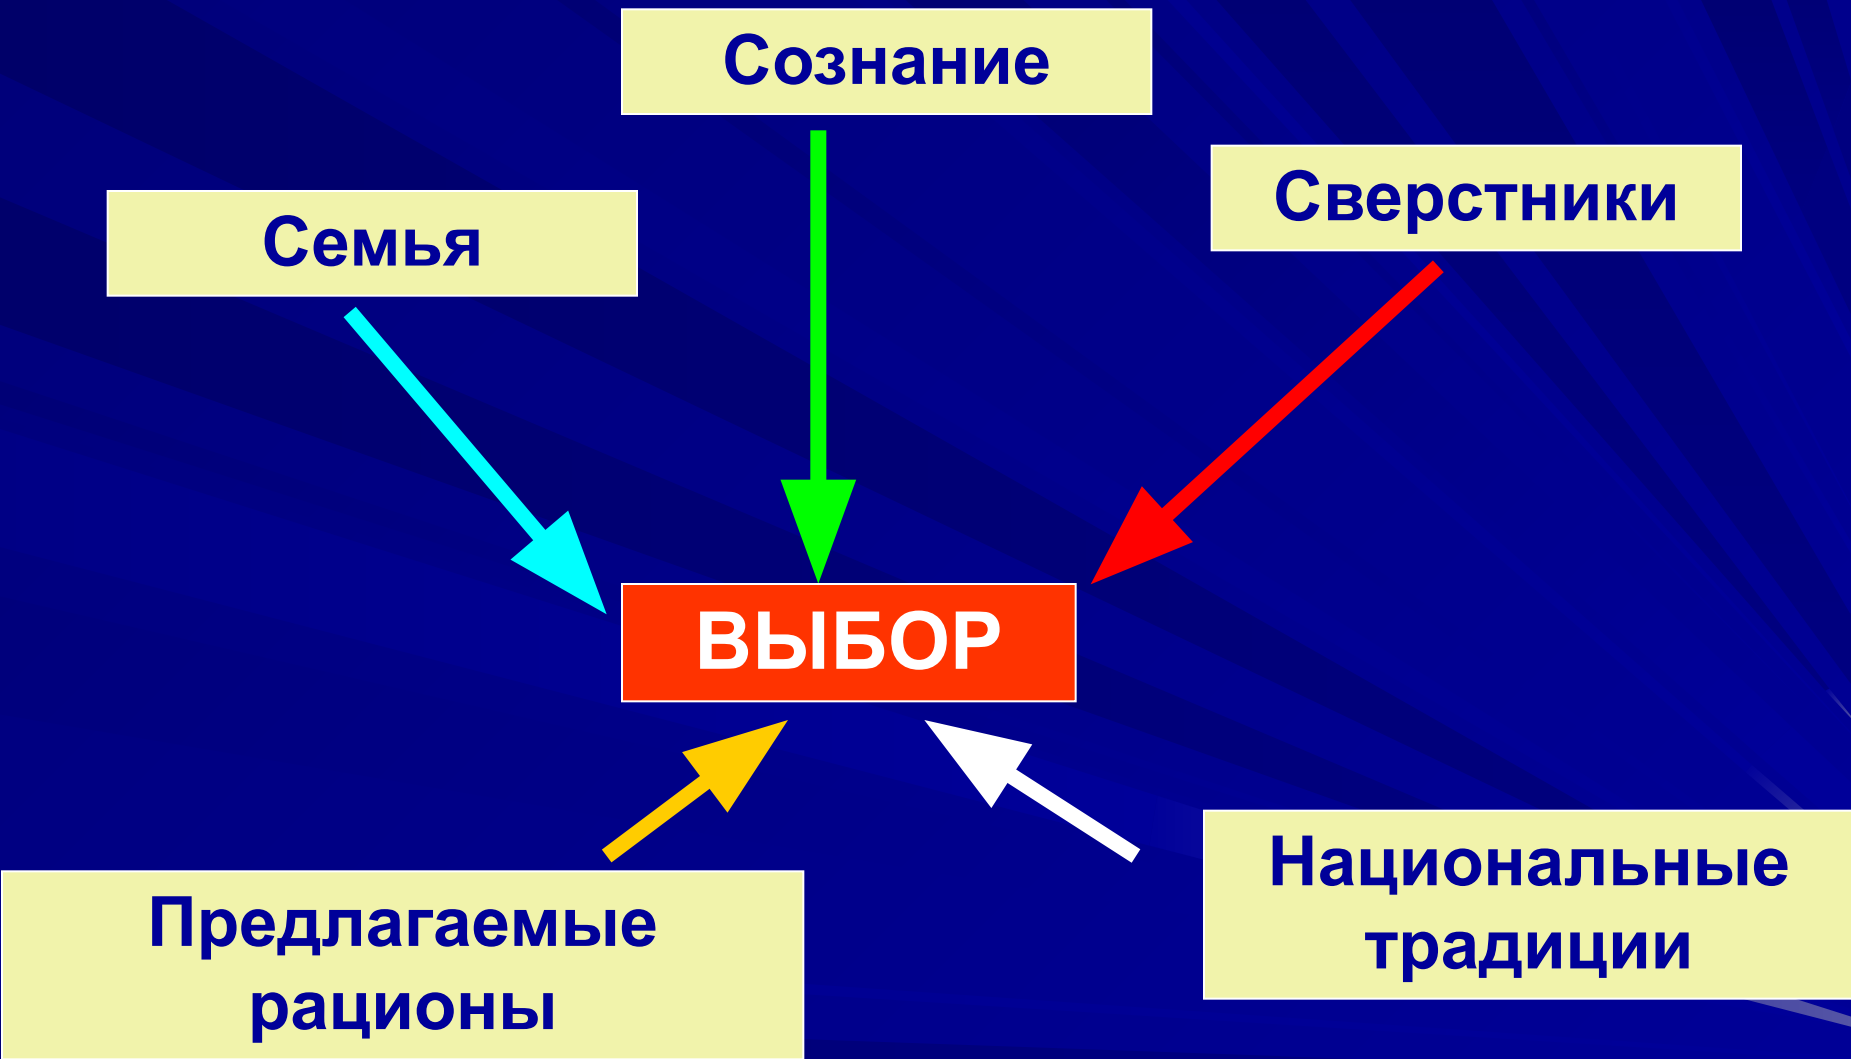 Сознание
Сверстники
Семья
ВЫБОР
Национальные
традиции
Предлагаемые
рационы